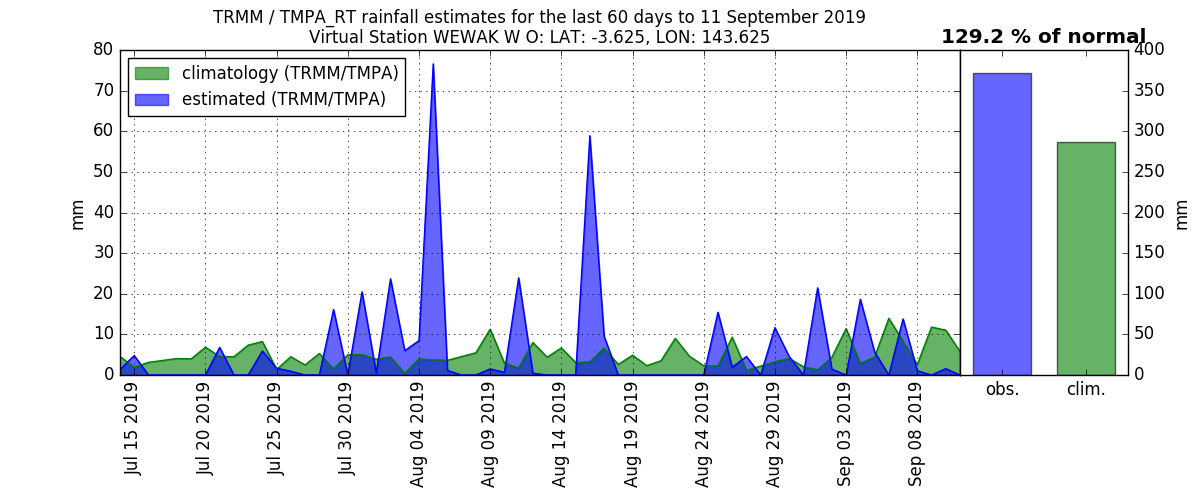 TRMM / TMPA_RT rainfall estimates for the last 60 days to 11 September 2019
Virtual Station WEWAK W O: LAT: -3.625, LON: 143.625
129.2 % of normal
climatology (TRMM/TMPA)
estimated (TRMM/TMPA)
80
70
60
50
40
30
20
10
0
mm
Jul 15 2019
Jul 20 2019
Jul 25 2019
Jul 30 2019
Aug 04 2019
Aug 09 2019
Aug 14 2019
Aug 19 2019
Aug 24 2019
Aug 29 2019
Sep 03 2019
Sep 08 2019
obs.
clim.
400
350
300
250
200
150
100
50
0
mm